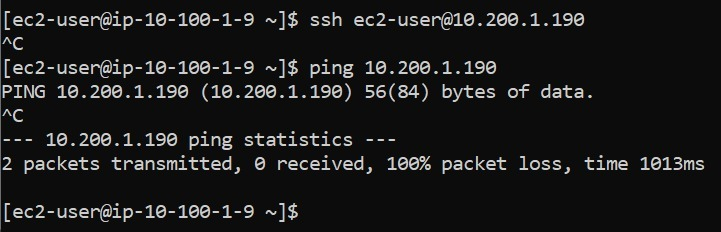 [ec2-user@ip-10-100-1-9 ~]$ ssh ec2-user@10.200.1.190
^C
[ec2-user@ip-10-100-1-9 ~]$ ping 10.200.1.190
PING 10.200.1.190 (10.200.1.190) 56(84) bytes of data.
^C
--- 10.200.1.190 ping statistics ---
2 packets transmitted, 0 received, 100% packet loss, time 1013ms
[ec2-user@ip-10-100-1-9 ~]$